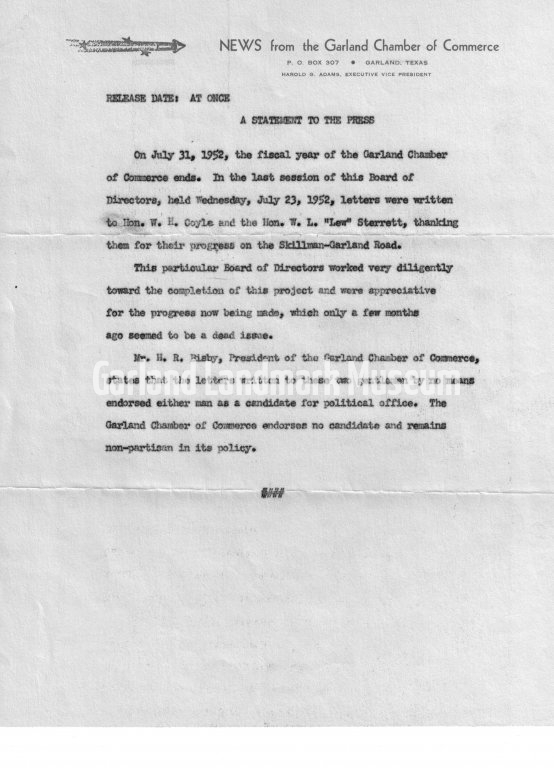 NEWS from the Garland Chamber of Commerce
P. O. BOX 307 • GARLAND, TEXAS
HAROLD G. ADAMS, EXECUTIVE VICE PRESIDENT
RELEASE DATE: AT ONCE
A STATEMENT TO THE PRESS
On July 31, 1952, the fiscal year of the Garland Chamber
of Commerce ends. In the last session of this Board of
Directors, held Wednesday, July 23, 1952, letters were written
to Hon. W. H. Coyle and the Hon. W. L. "Lew" Sterrett, thanking
them for their progress on the Skillman-Garland Road.
This particular Board of Directors worked very diligently
toward the completion of this project and were appreciative
for the progress now being made, which only a few months
ago seemed to be a dead issue.
Mr. H. R. Bisby, President of the Garland Chamber of Commerce,
states that the letters written to these two gentlemen by no means
endorsed either man as a candidate for political office. The
Garland Chamber of Commerce endorses no candidate and remains
non-partisan in its policy.
####
Garland Landmark Museum